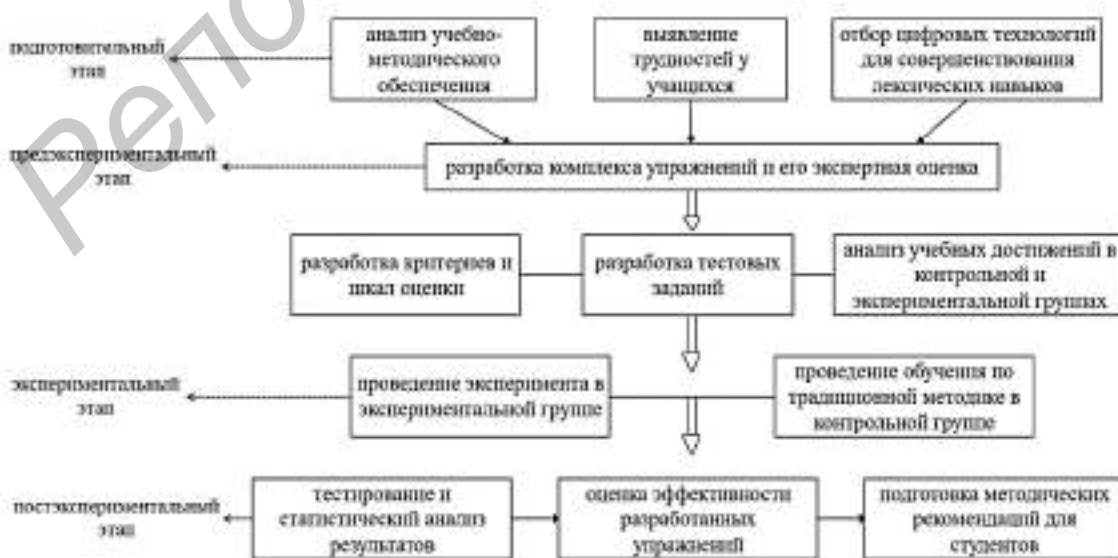 подготовительный
этап
анализ учебно-
методического
обеспечения
выявление
трудностей у
учащихся
отбор цифровых технологий
для совершенствования
лексических навыков
предэкспериментальный
этап
разработка комплекса упражнений и его экспертная оценка
разработка критериев и
шкал оценки
разработка тестовых
заданий
анализ учебных достижений в
контрольной и
экспериментальной группах
экспериментальный
этап
проведение эксперимента в
экспериментальной группе
проведение обучения по
традиционной методике в
контрольной группе
постэкспериментальный
этап
тестирование и
статистический анализ
результатов
оценка эффективности
разработанных
упражнений
подготовка методических
рекомендаций для
студентов
Репо